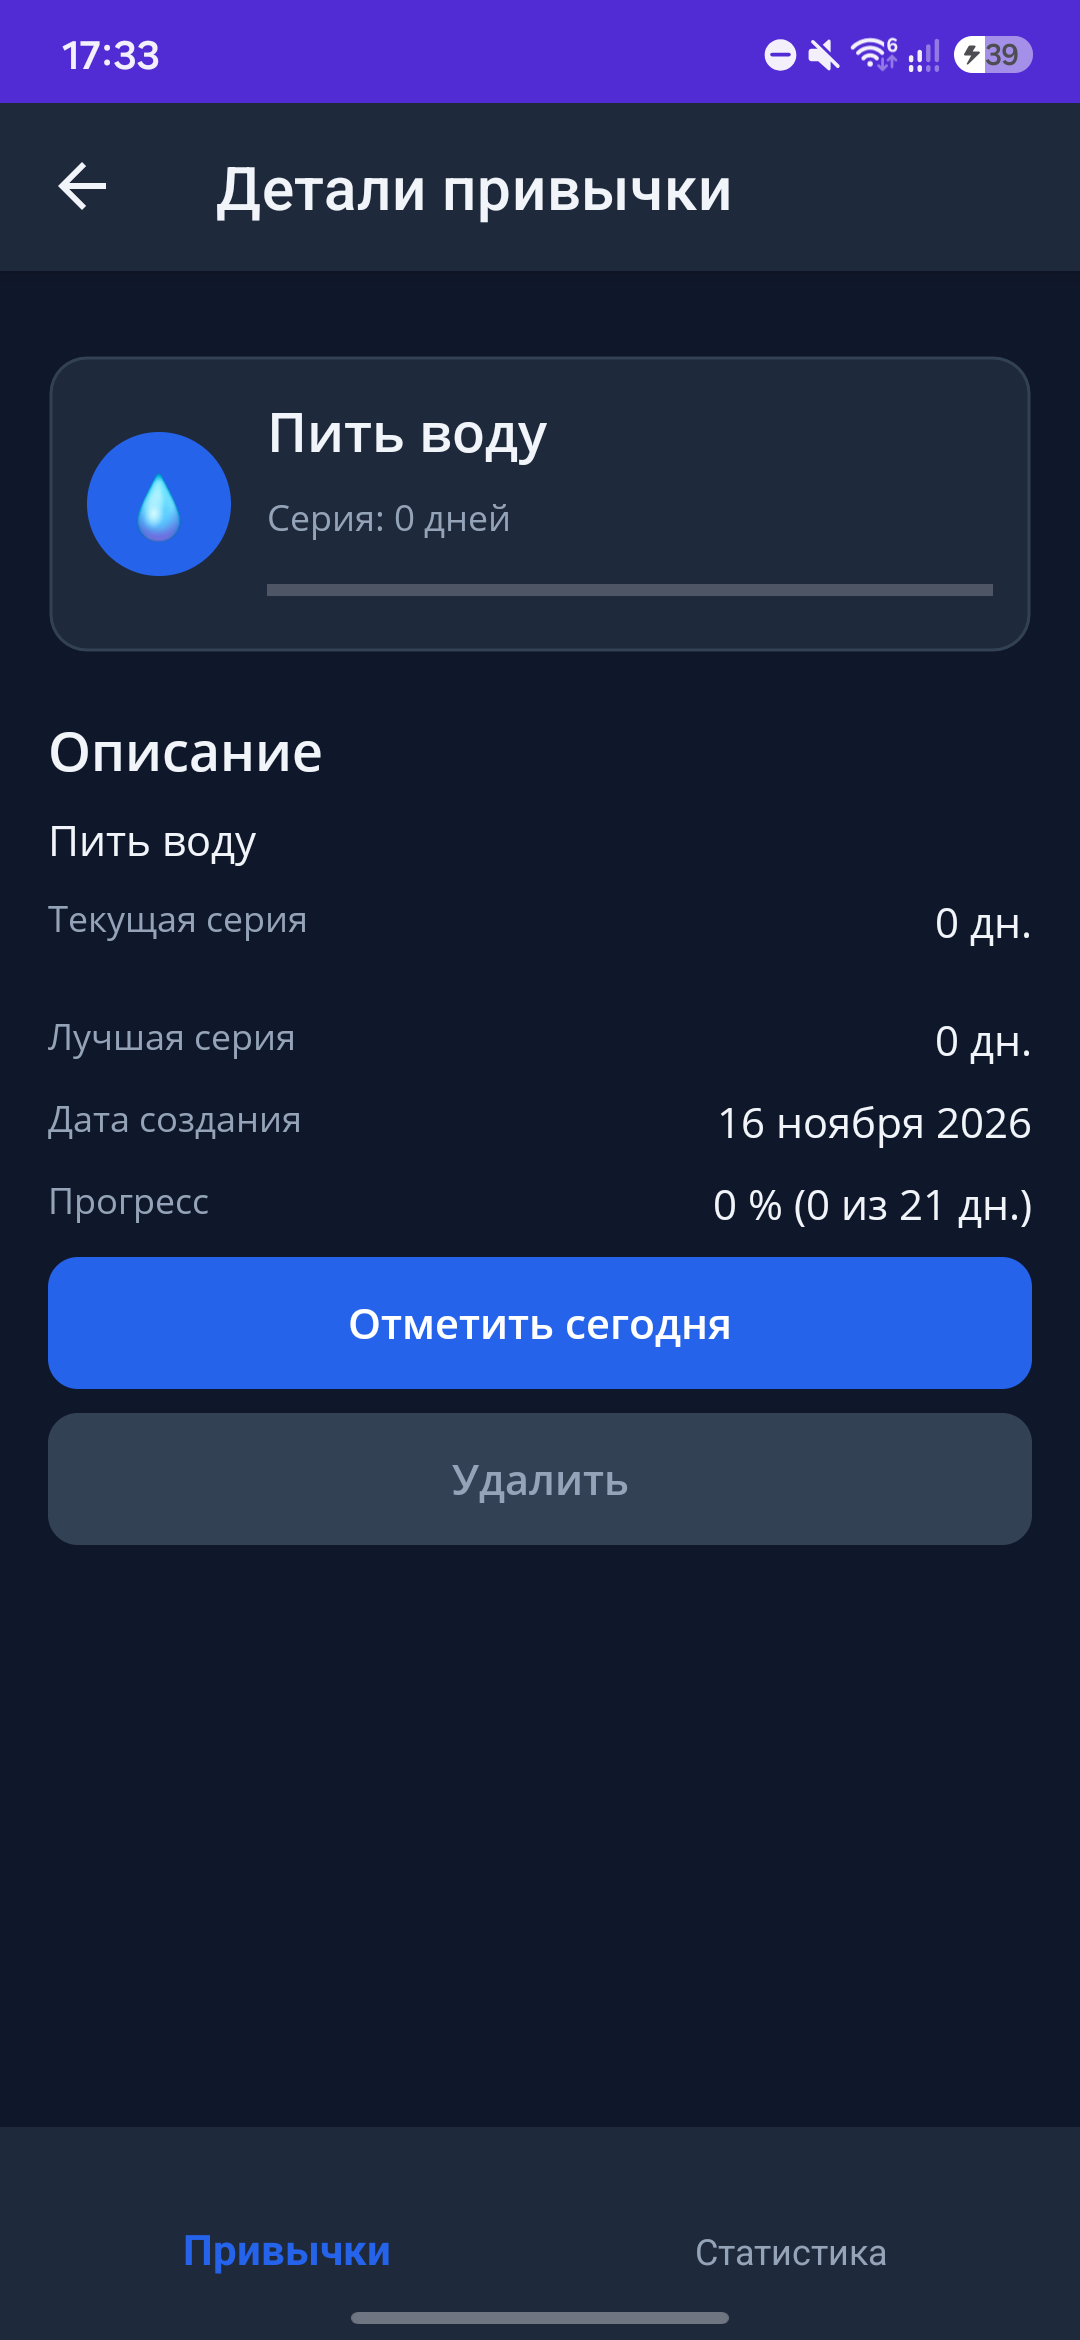 17:33
6
39
Детали привычки
Пить воду
Серия: 0 дней
Описание
Пить воду
Текущая серия 0 дн.
Лучшая серия 0 дн.
Дата создания 16 ноября 2026
Прогресс 0 % (0 из 21 дн.)
Отметить сегодня
Удалить
Привычки Статистика